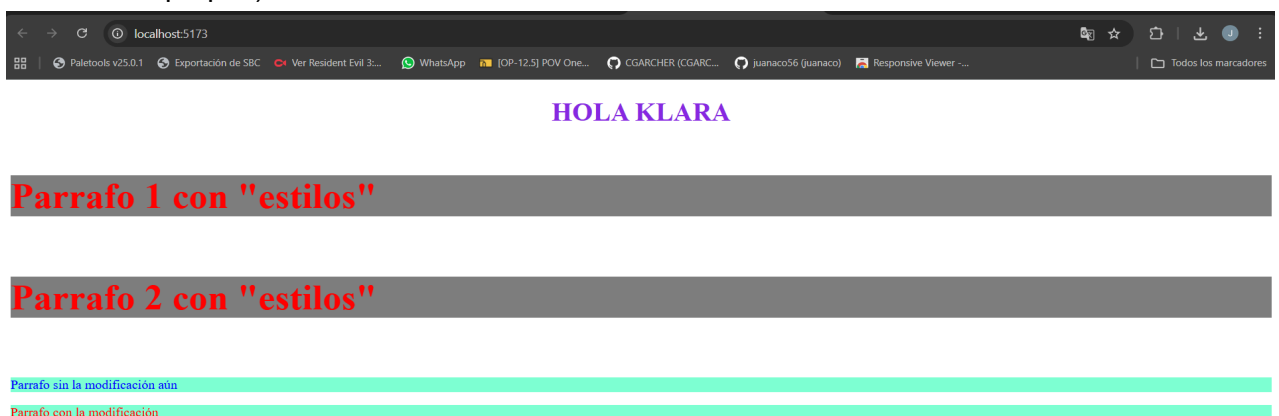 localhost:5173
Paletools v25.0.1 Exportación de SBC Ver Resident Evil 3:... WhatsApp [OP-12.5] POV One... CGARCHER (CGARC... juanaco56 (juanaco) Responsive Viewer -... Todos los marcadores
HOLA KLARA
Parrafo 1 con "estilos"
Parrafo 2 con "estilos"
Parrafo sin la modificación aún
Parrafo con la modificación